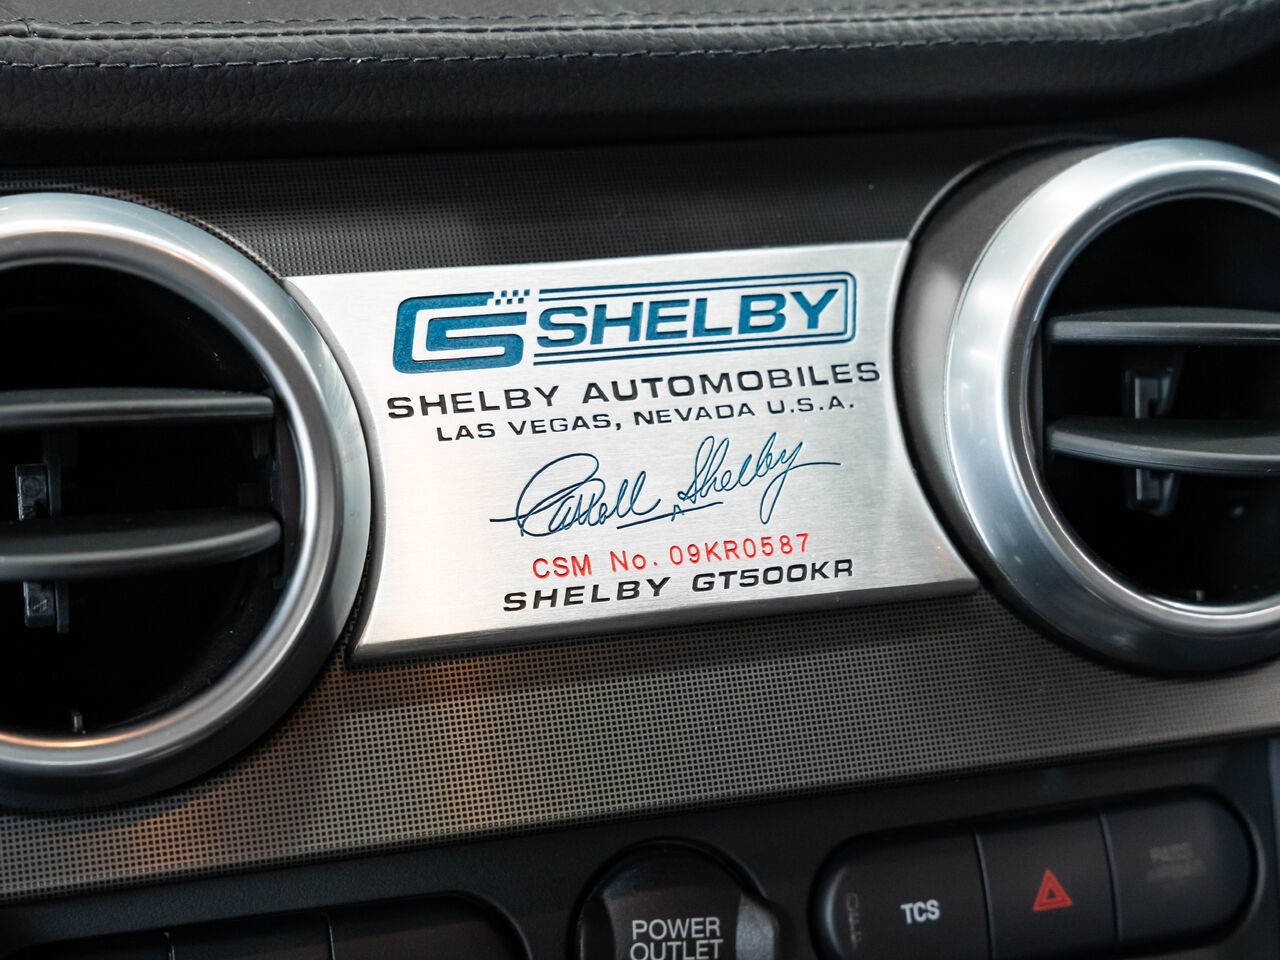 SHELBY
SHELBY AUTOMOBILES
LAS VEGAS, NEVADA U.S.A.
Carroll Shelby
CSM No. 09KR0587
SHELBY GT500KR
TCS
POWER
OUTLET